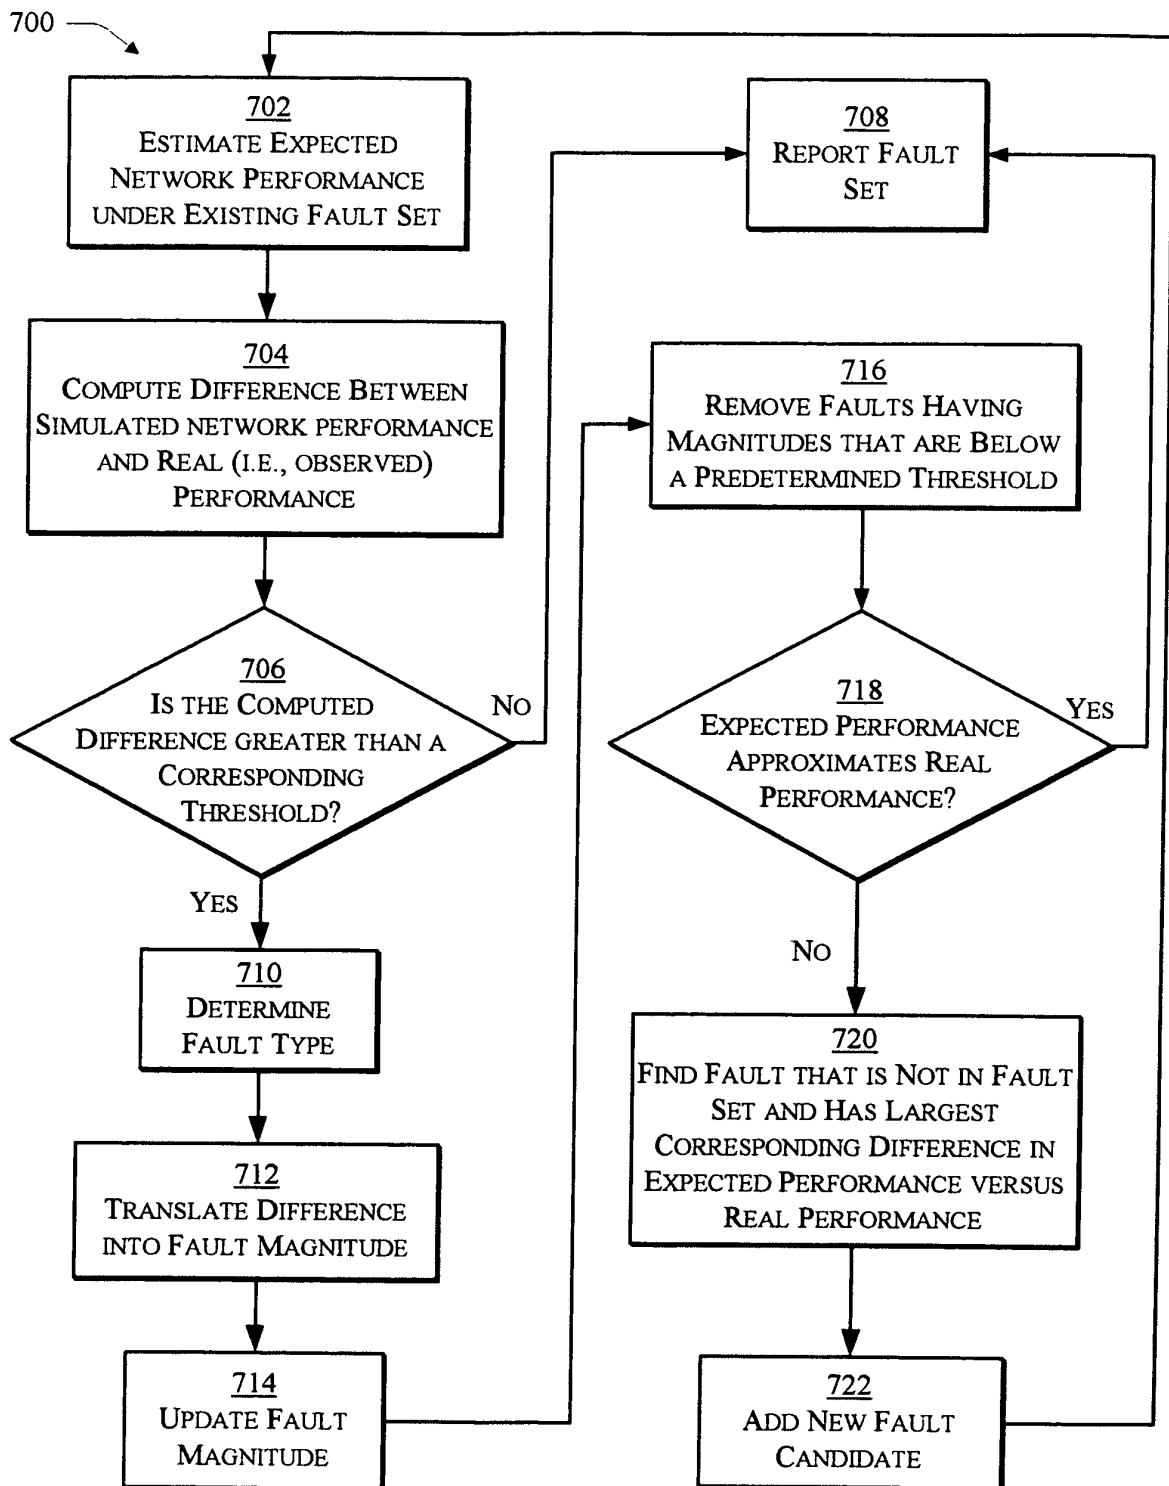 700
702
ESTIMATE EXPECTED
NETWORK PERFORMANCE
UNDER EXISTING FAULT SET
704
COMPUTE DIFFERENCE BETWEEN
SIMULATED NETWORK PERFORMANCE
AND REAL (I.E., OBSERVED)
PERFORMANCE
706
IS THE COMPUTED
DIFFERENCE GREATER THAN A
CORRESPONDING
THRESHOLD?
NO
YES
710
DETERMINE
FAULT TYPE
712
TRANSLATE DIFFERENCE
INTO FAULT MAGNITUDE
714
UPDATE FAULT
MAGNITUDE
708
REPORT FAULT
SET
716
REMOVE FAULTS HAVING
MAGNITUDES THAT ARE BELOW
A PREDETERMINED THRESHOLD
718
EXPECTED PERFORMANCE
APPROXIMATES REAL
PERFORMANCE?
YES
NO
720
FIND FAULT THAT IS NOT IN FAULT
SET AND HAS LARGEST
CORRESPONDING DIFFERENCE IN
EXPECTED PERFORMANCE VERSUS
REAL PERFORMANCE
722
ADD NEW FAULT
CANDIDATE